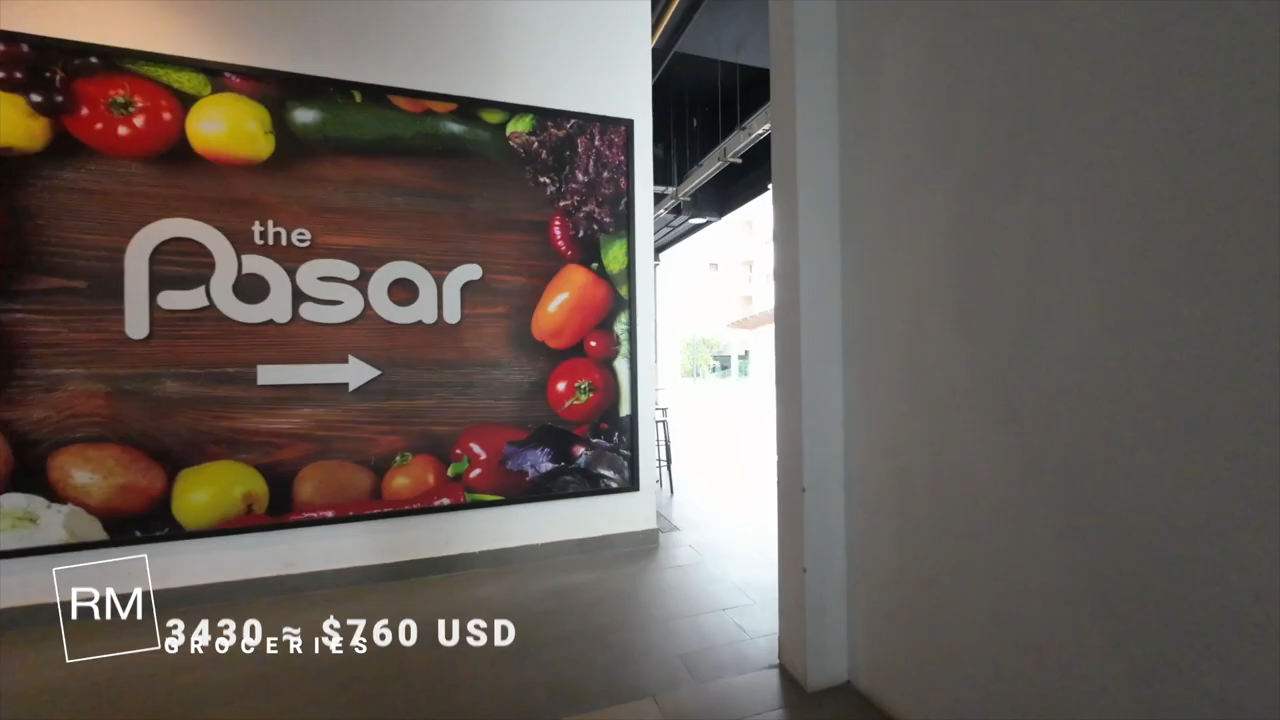 the
Pasar
RM
3430 ≈ $760 USD
GROCERIES